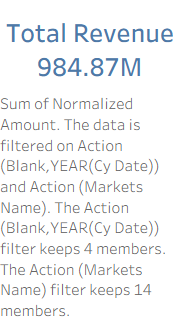 Total Revenue
984.87M
Sum of Normalized
Amount. The data is
filtered on Action
(Blank,YEAR(Cy Date))
and Action (Markets
Name). The Action
(Blank,YEAR(Cy Date))
filter keeps 4 members.
The Action (Markets
Name) filter keeps 14
members.